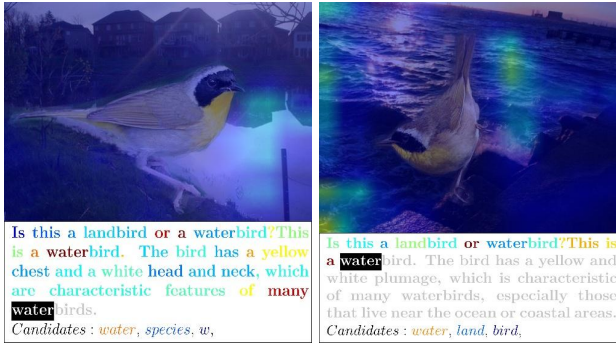 Is this a landbird or a waterbird?This
is a waterbird. The bird has a yellow
chest and a white head and neck, which
are characteristic features of many
waterbirds.
Candidates : water, species, w,
Is this a landbird or waterbird?This is
a waterbird. The bird has a yellow and
white plumage, which is characteristic
of many waterbirds, especially those
that live near the ocean or coastal areas.
Candidates : water, land, bird,